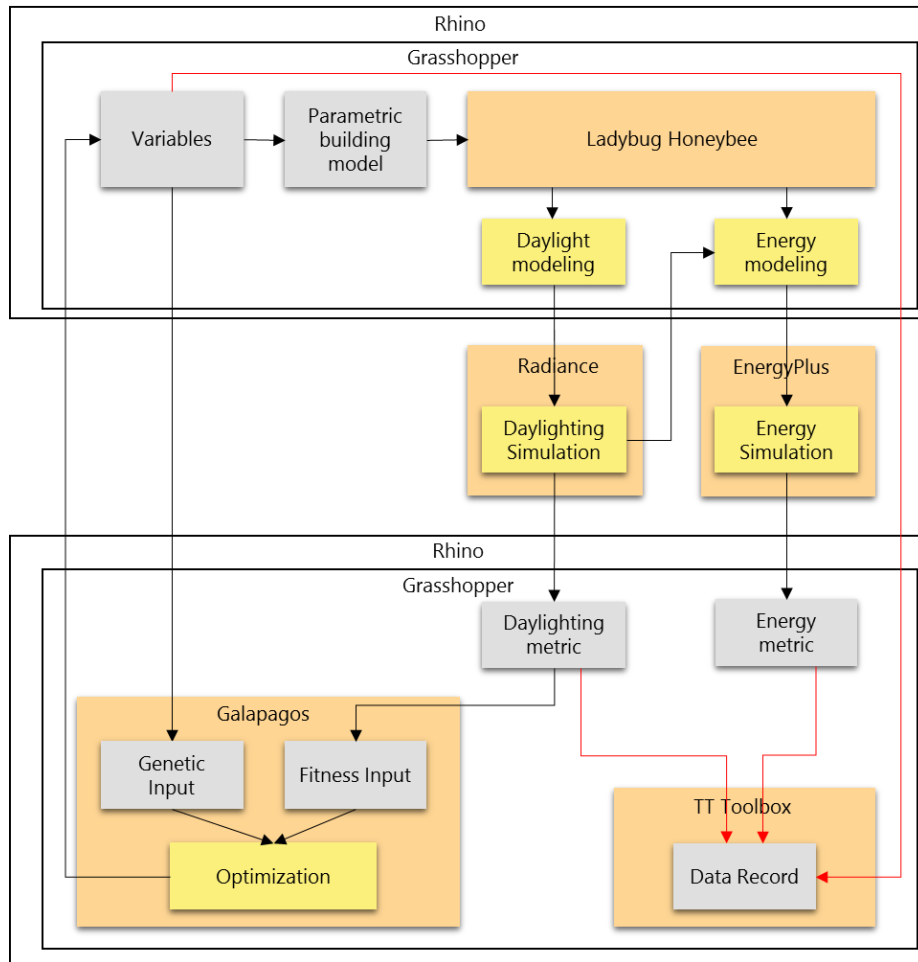 Rhino
Grasshopper
Variables
Parametric
building
model
Ladybug Honeybee
Daylight
modeling
Energy
modeling
Radiance
EnergyPlus
Daylighting
Simulation
Energy
Simulation
Rhino
Grasshopper
Daylighting
metric
Energy
metric
Galapagos
Genetic
Input
Fitness Input
TT Toolbox
Optimization
Data Record